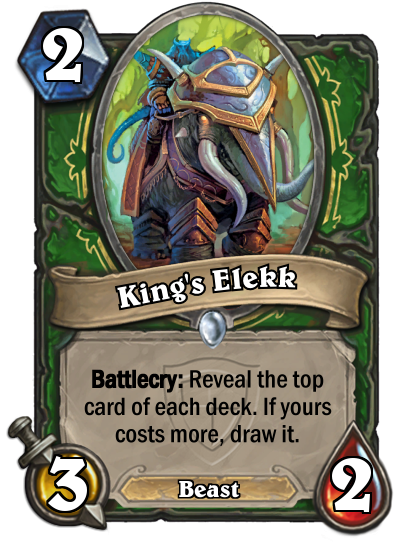 2
King's Elekk
Battlecry: Reveal the top
card of each deck. If yours
costs more, draw it.
3
Beast
2